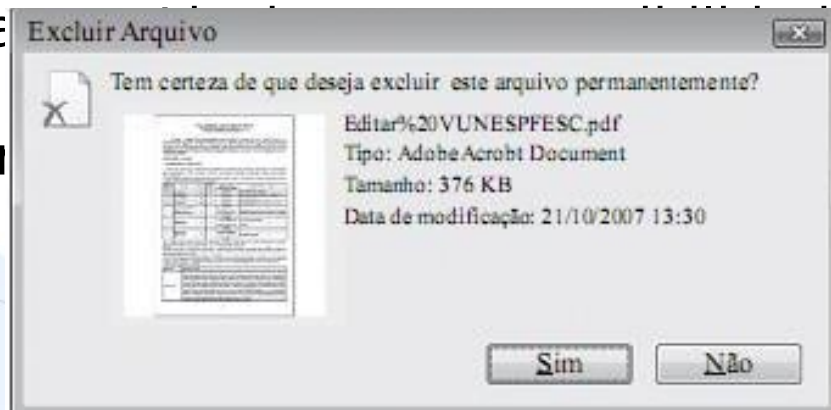 Excluir Arquivo
Tem certeza de que deseja excluir este arquivo permanentemente?
Editar%20VUNESPFESC.pdf
Tipo: Adobe Acrobt Document
Tamanho: 376 KB
Data de modificação: 21/10/2007 13:30
Sim
Não